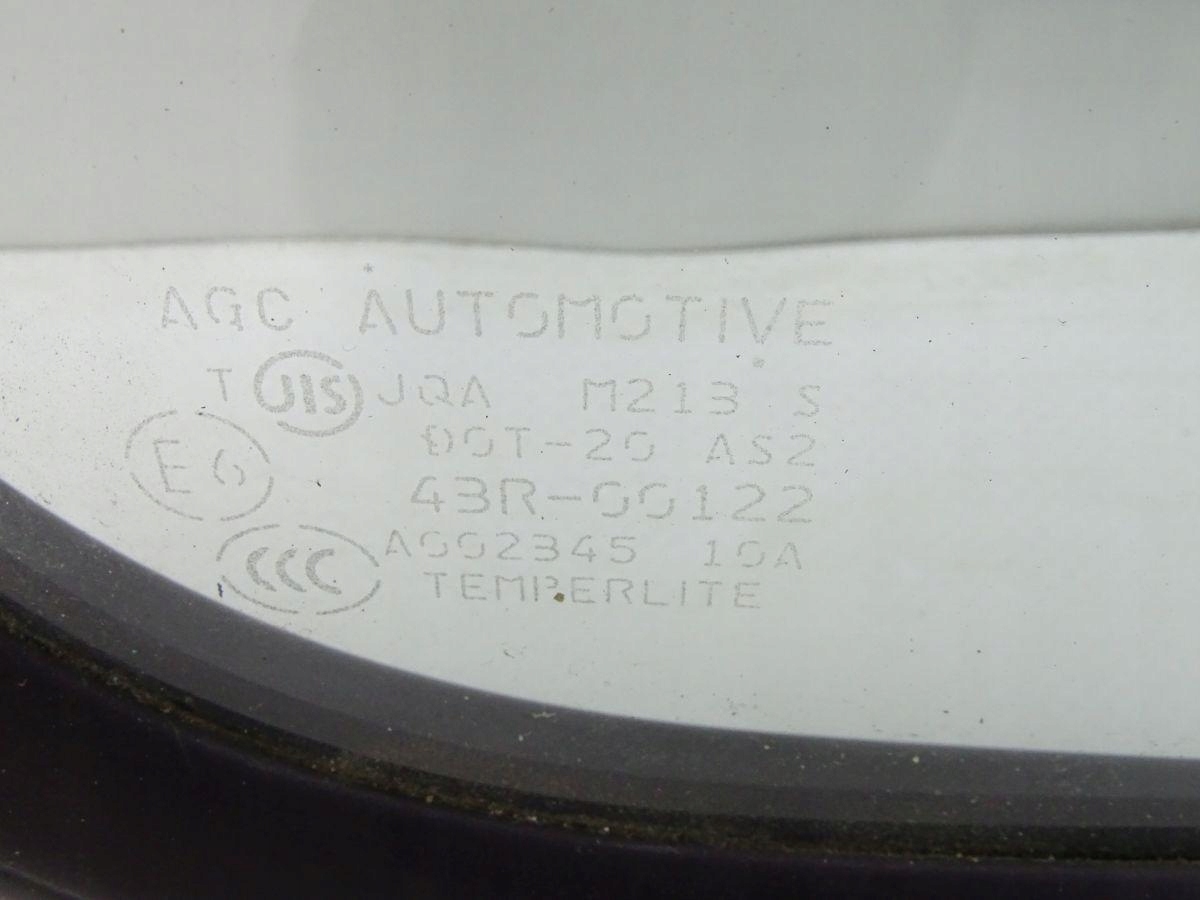 AGC AUTOMOTIVE
T JIS JQA M213 S
DOT-20 AS2
E6 43R-00122
CCC A002345 10A
TEMPERLITE